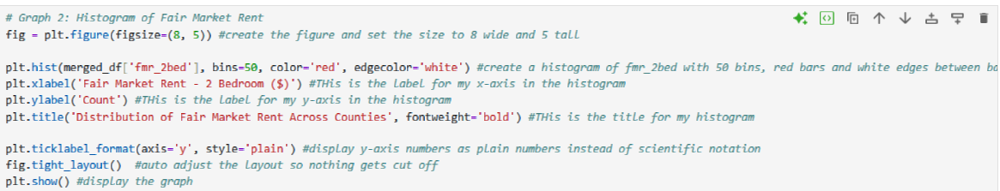 # Graph 2: Histogram of Fair Market Rent
fig = plt.figure(figsize=(8, 5)) #create the figure and set the size to 8 wide and 5 tall
plt.hist(merged_df['fmr_2bed'], bins=50, color='red', edgecolor='white') #create a histogram of fmr_2bed with 50 bins, red bars and white edges between ba
plt.xlabel('Fair Market Rent - 2 Bedroom ($)') #THis is the label for my x-axis in the histogram
plt.ylabel('Count') #THis is the label for my y-axis in the histogram
plt.title('Distribution of Fair Market Rent Across Counties', fontweight='bold') #THis is the title for my histogram
plt.ticklabel_format(axis='y', style='plain') #display y-axis numbers as plain numbers instead of scientific notation
fig.tight_layout()  #auto adjust the layout so nothing gets cut off
plt.show() #display the graph